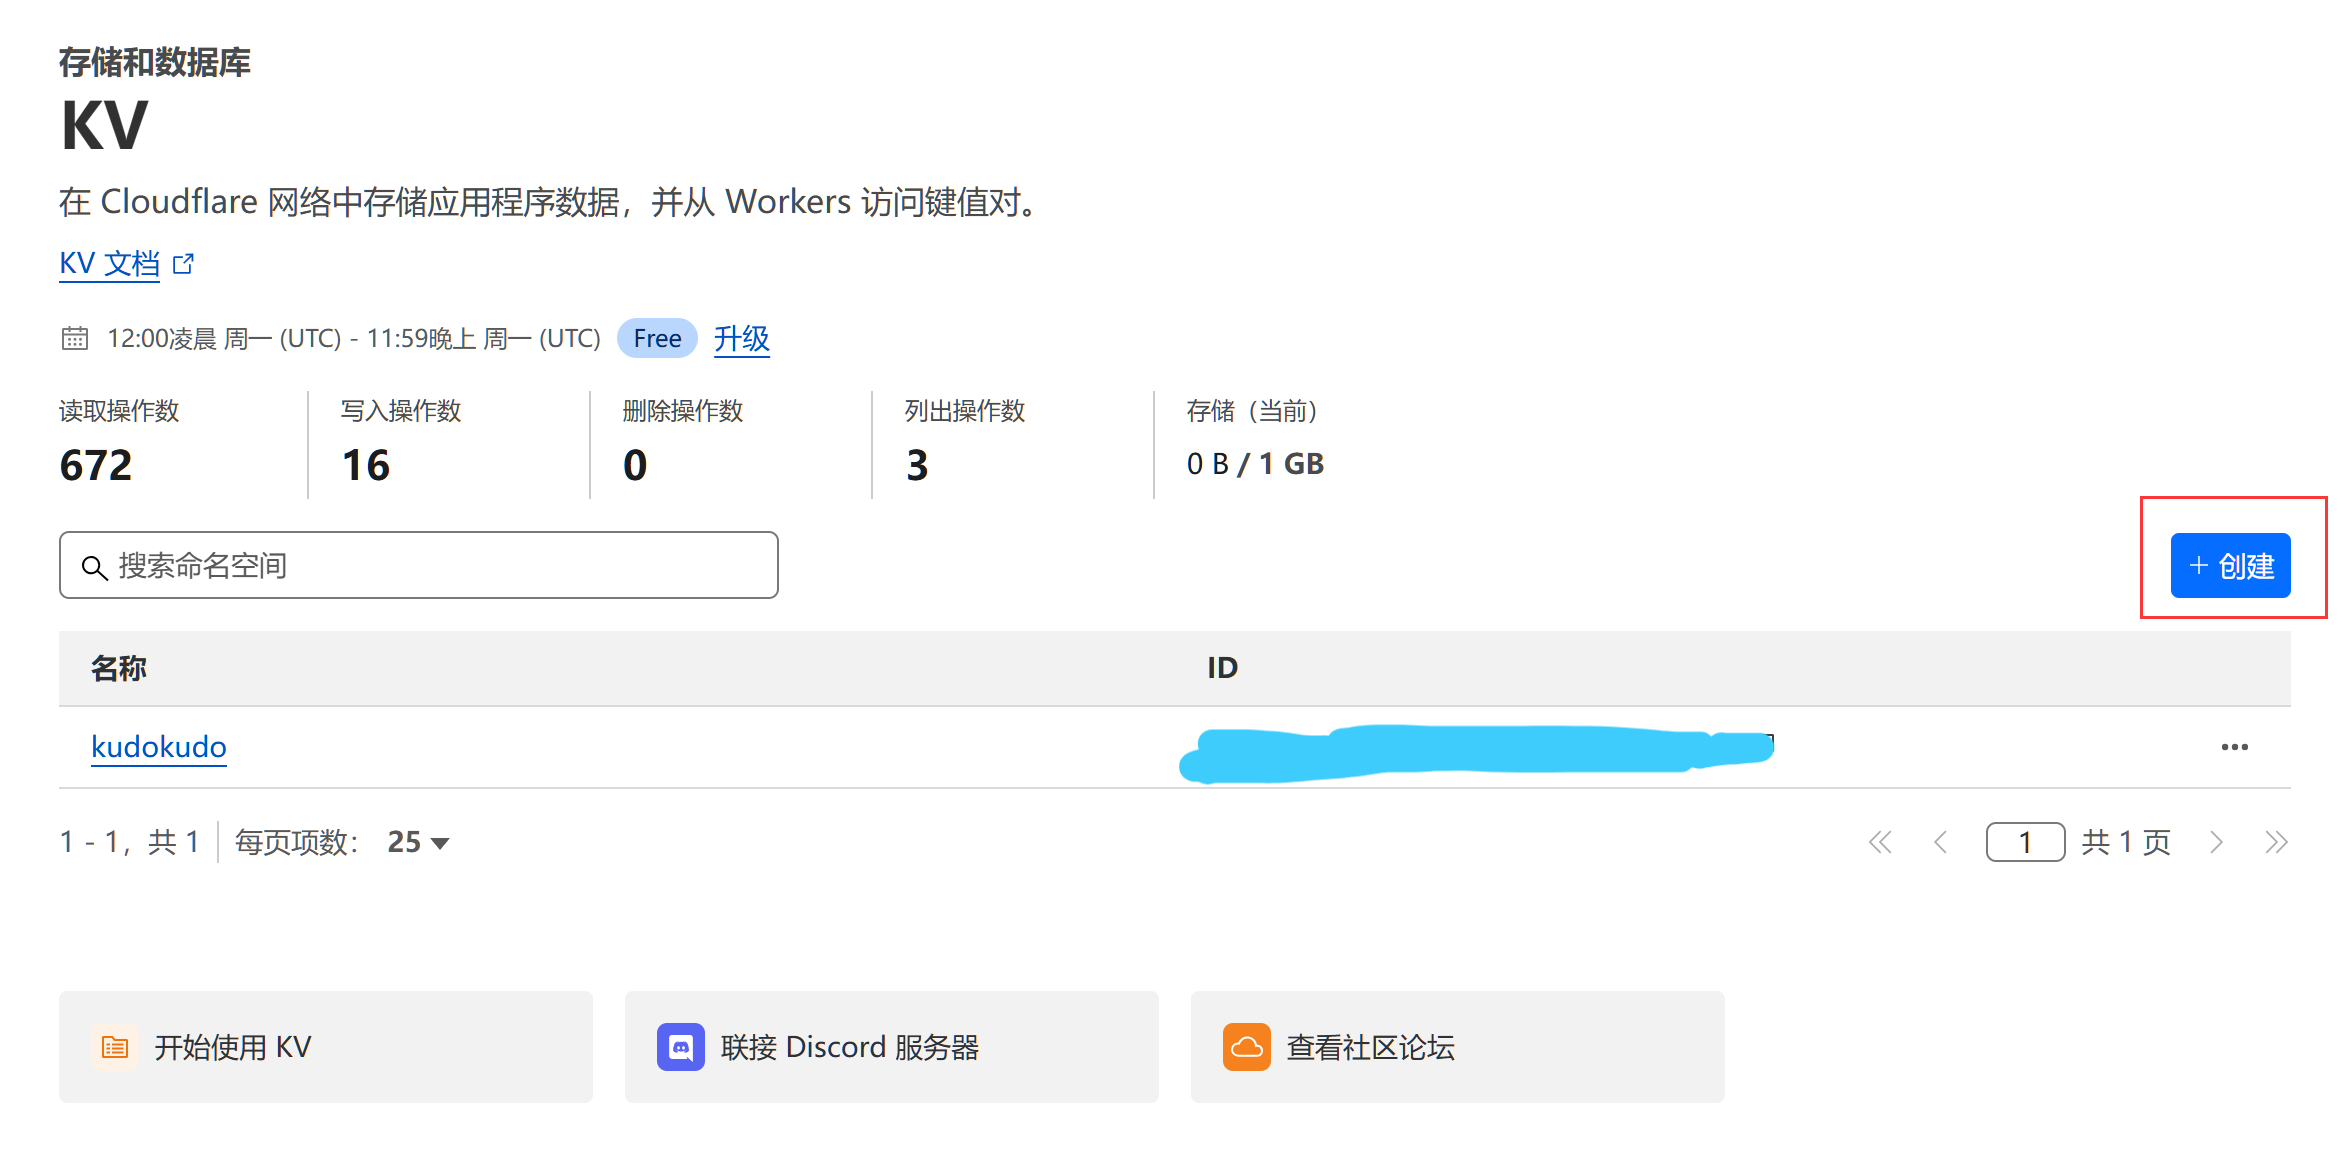 存储和数据库
KV
在 Cloudflare 网络中存储应用程序数据，并从 Workers 访问键值对。
KV 文档
12:00凌晨 周一 (UTC) - 11:59晚上 周一 (UTC) Free 升级
读取操作数 写入操作数 删除操作数 列出操作数 存储（当前）
672 16 0 3 0 B / 1 GB
搜索命名空间
+ 创建
名称 ID
kudokudo
1 - 1，共 1 每页项数： 25 1 共 1 页
开始使用 KV 联接 Discord 服务器 查看社区论坛